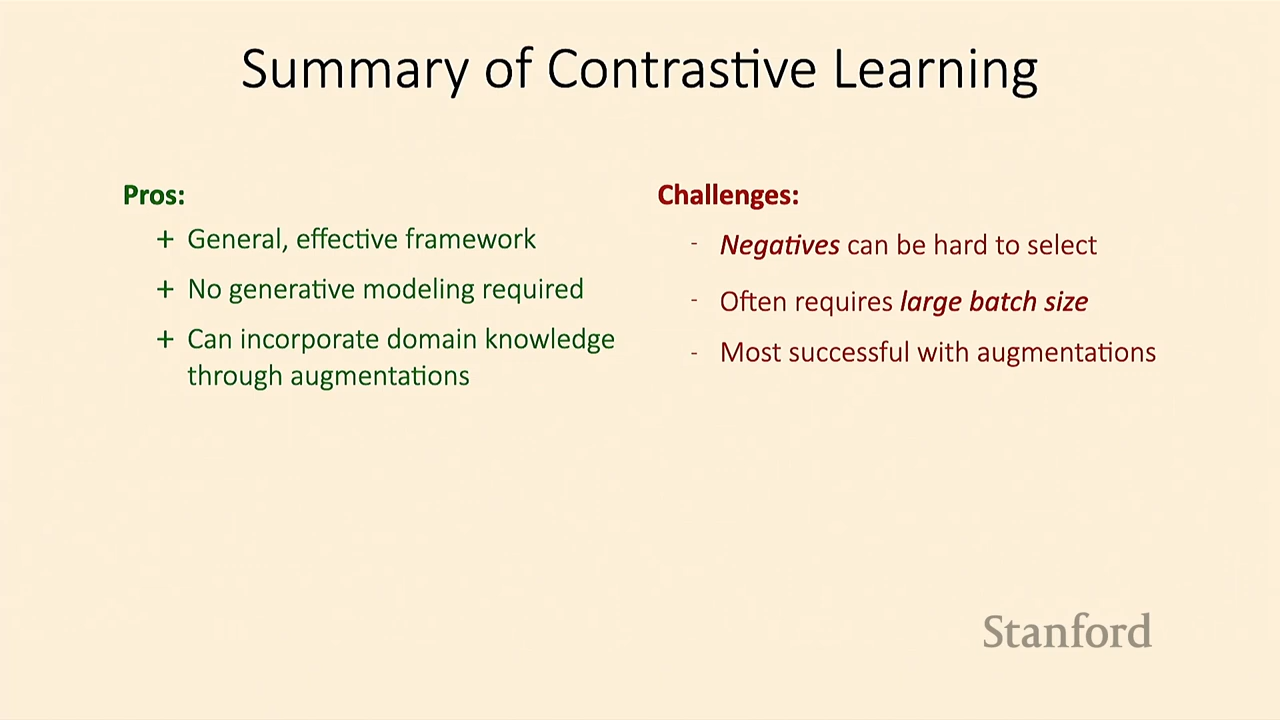 Summary of Contrastive Learning
Pros:
+ General, effective framework
+ No generative modeling required
+ Can incorporate domain knowledge
through augmentations
Challenges:
- Negatives can be hard to select
- Often requires large batch size
- Most successful with augmentations
Stanford